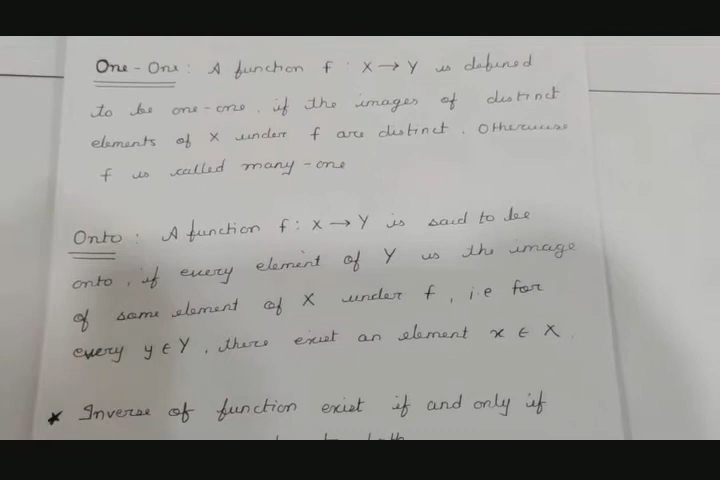 One-One: A function f: X → Y is defined
to be one-one, if the images of distinct
elements of X under f are distinct. Otherwise
f is called many-one
Onto: A function f: X → Y is said to be
onto, if every element of Y is the image
of some element of X under f, i.e for
every y ∈ Y, there exist an element x ∈ X.
* Inverse of function exist if and only if